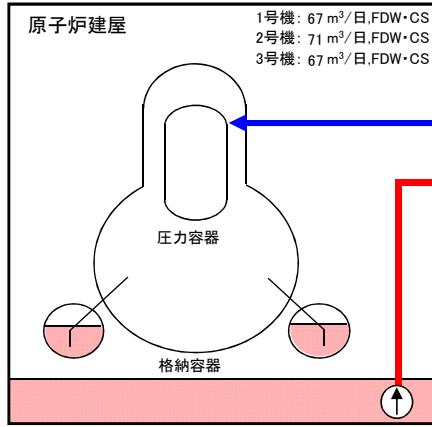 原子炉建屋
1号機: 67 m³/日,FDW・CS
2号機: 71 m³/日,FDW・CS
3号機: 67 m³/日,FDW・CS
圧力容器
格納容器